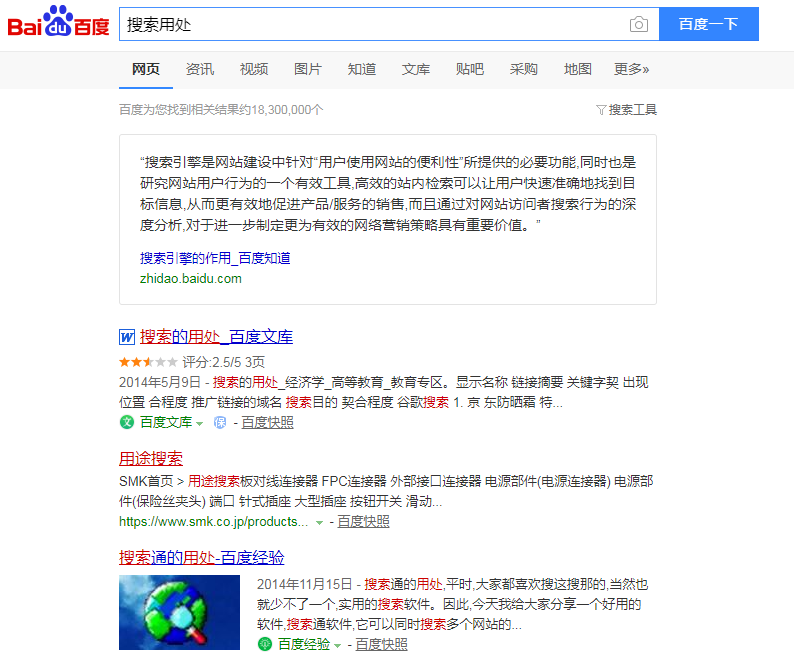 Bai du 百度 搜索用处 百度一下
网页 资讯 视频 图片 知道 文库 贴吧 采购 地图 更多»
百度为您找到相关结果约18,300,000个 搜索工具
“搜索引擎是网站建设中针对“用户使用网站的便利性”所提供的必要功能,同时也是
研究网站用户行为的一个有效工具,高效的站内检索可以让用户快速准确地找到目
标信息,从而更有效地促进产品/服务的销售,而且通过对网站访问者搜索行为的深
度分析,对于进一步制定更为有效的网络营销策略具有重要价值。”
搜索引擎的作用_百度知道
zhidao.baidu.com
W 搜索的用处_百度文库
评分:2.5/5 3页
2014年5月9日 - 搜索的用处_经济学_高等教育_教育专区。显示名称 链接摘要 关键字契 出现
位置 合程度 推广链接的域名 搜索目的 契合程度 谷歌搜索 1. 京 东防晒霜 特...
文 百度文库 保 - 百度快照
用途搜索
SMK首页 > 用途搜索板对线连接器 FPC连接器 外部接口连接器 电源部件(电源连接器) 电源部
件(保险丝夹头) 端口 针式插座 大型插座 按钮开关 滑动...
https://www.smk.co.jp/products... - 百度快照
搜索通的用处-百度经验
2014年11月15日 - 搜索通的用处,平时,大家都喜欢搜这搜那的,当然也
就少不了一个,实用的搜索软件。因此,今天我给大家分享一个好用的
软件,搜索通软件,它可以同时搜索多个网站的...
百度经验 - 百度快照